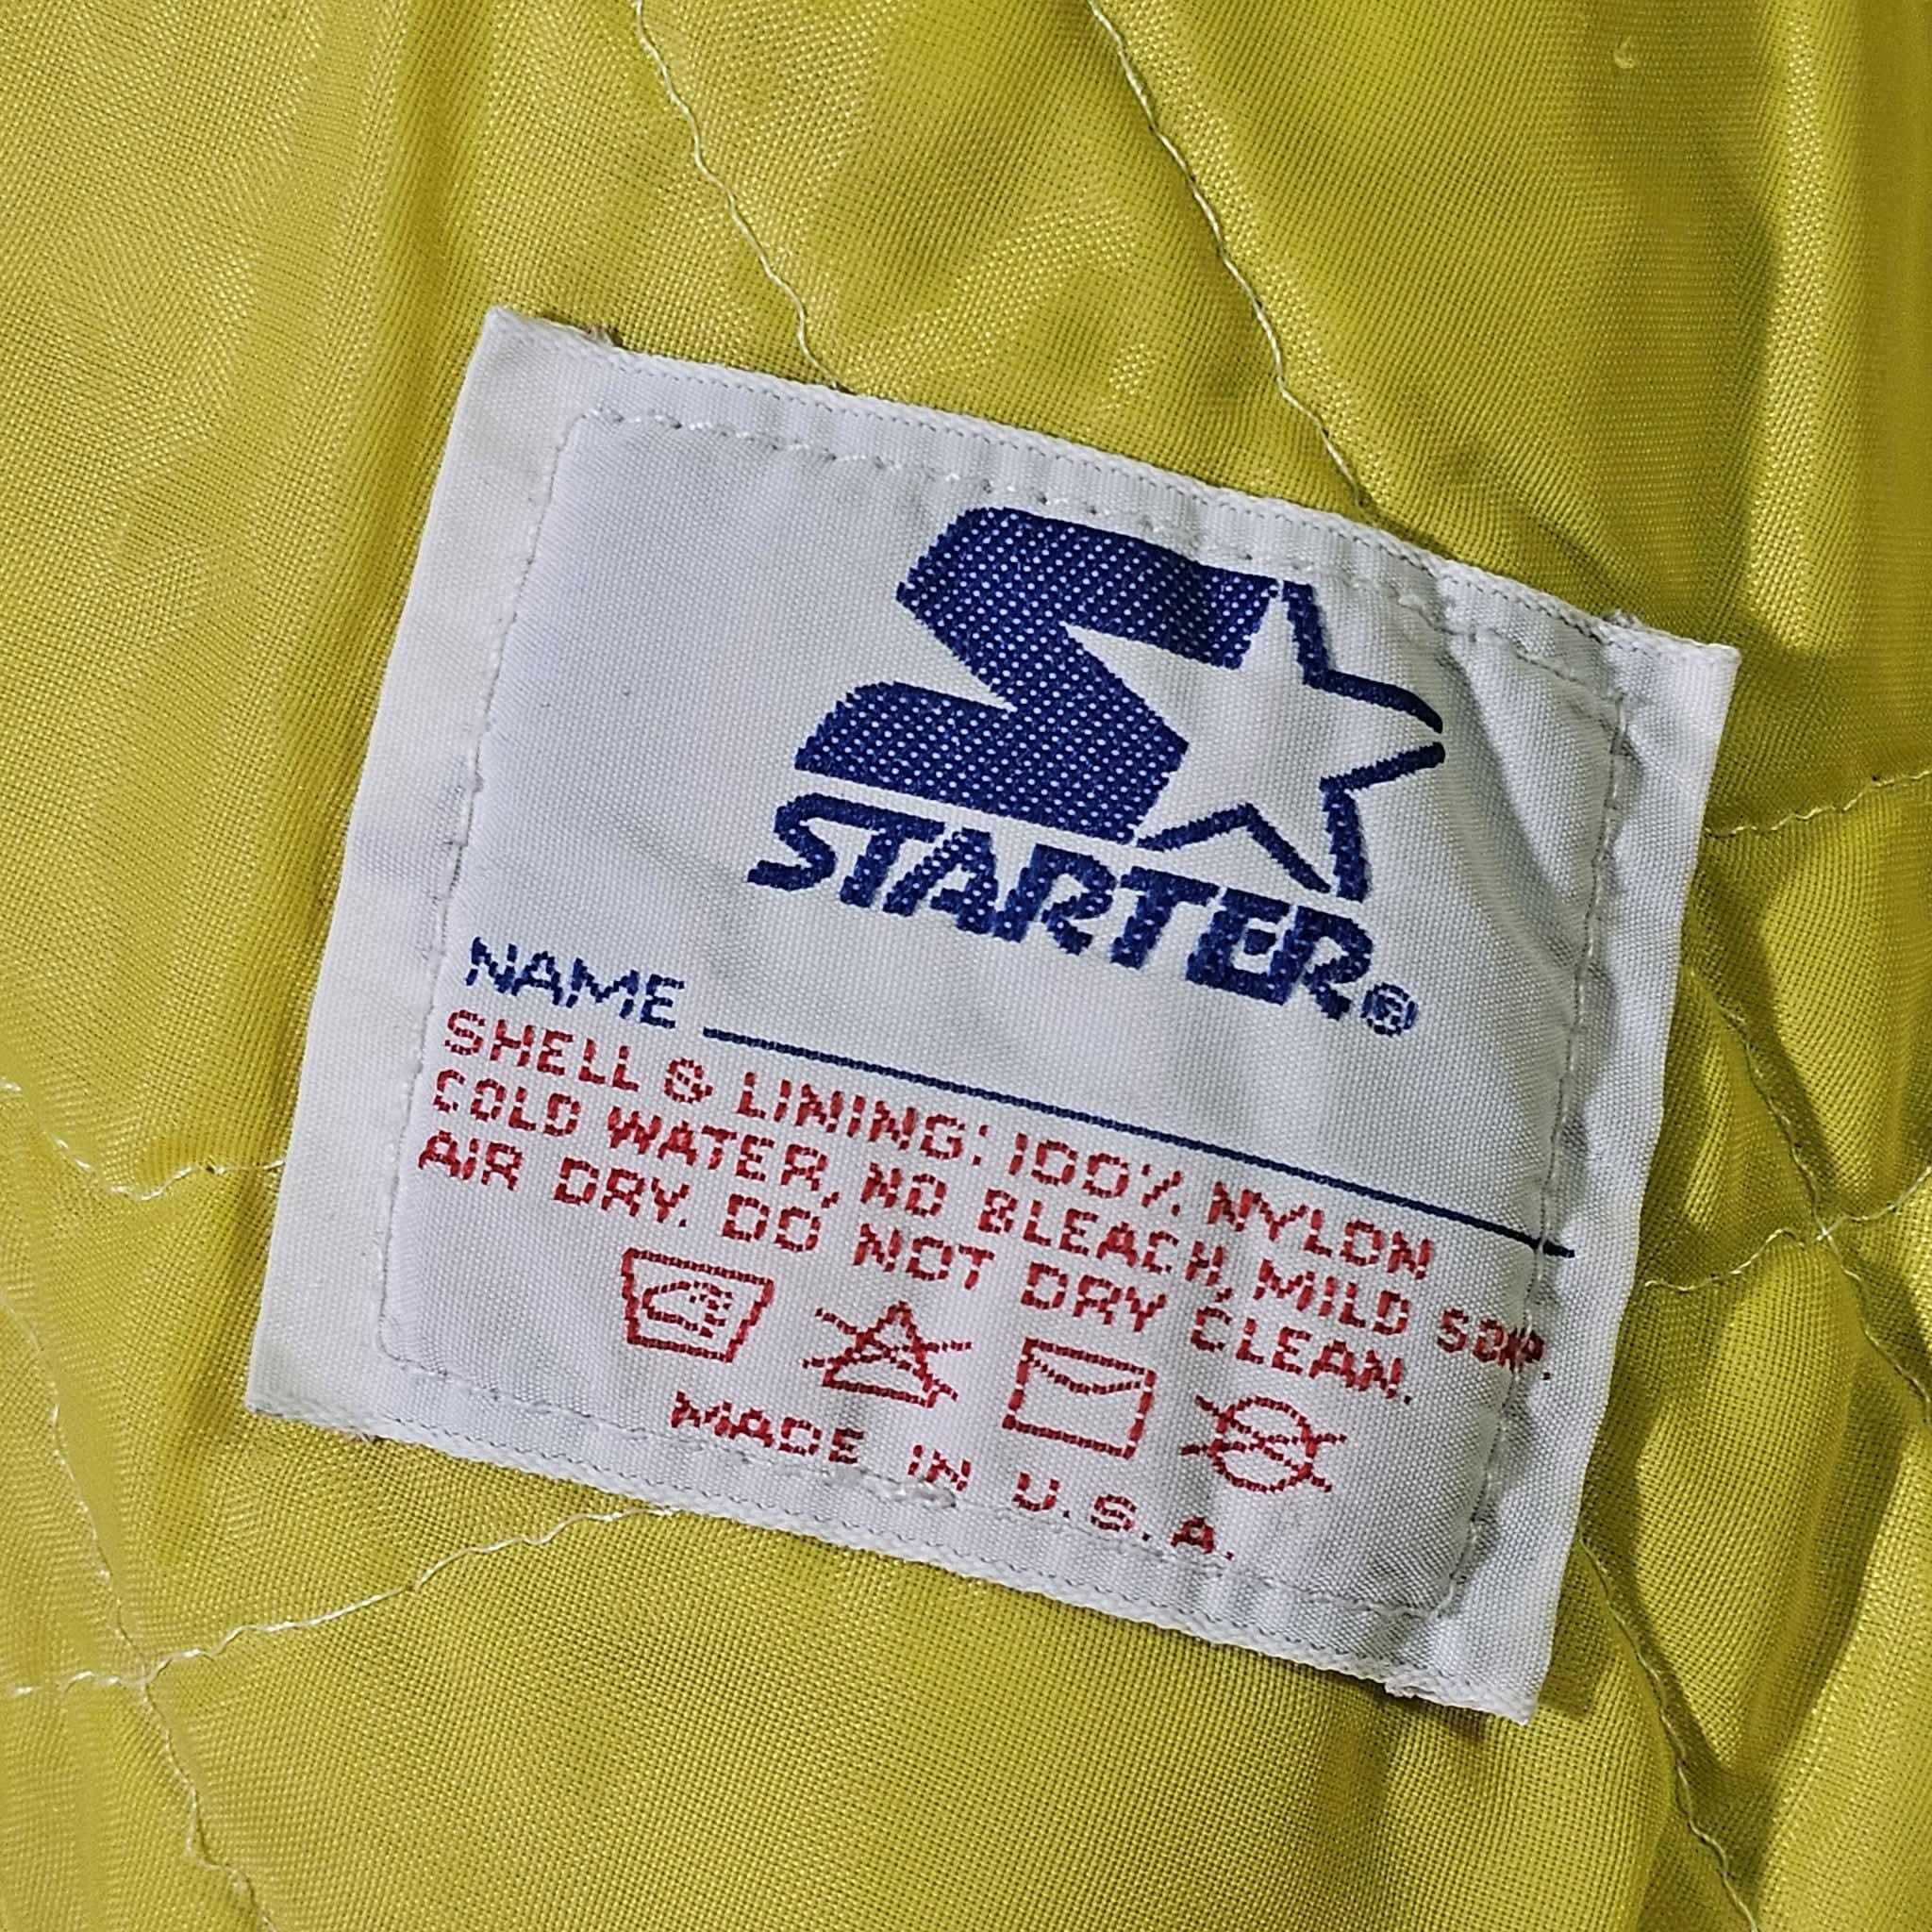 STARTER®
NAME
SHELL & LINING: 100% NYLON
COLD WATER, NO BLEACH, MILD SOAP.
AIR DRY. DO NOT DRY CLEAN.
MADE IN U.S.A.